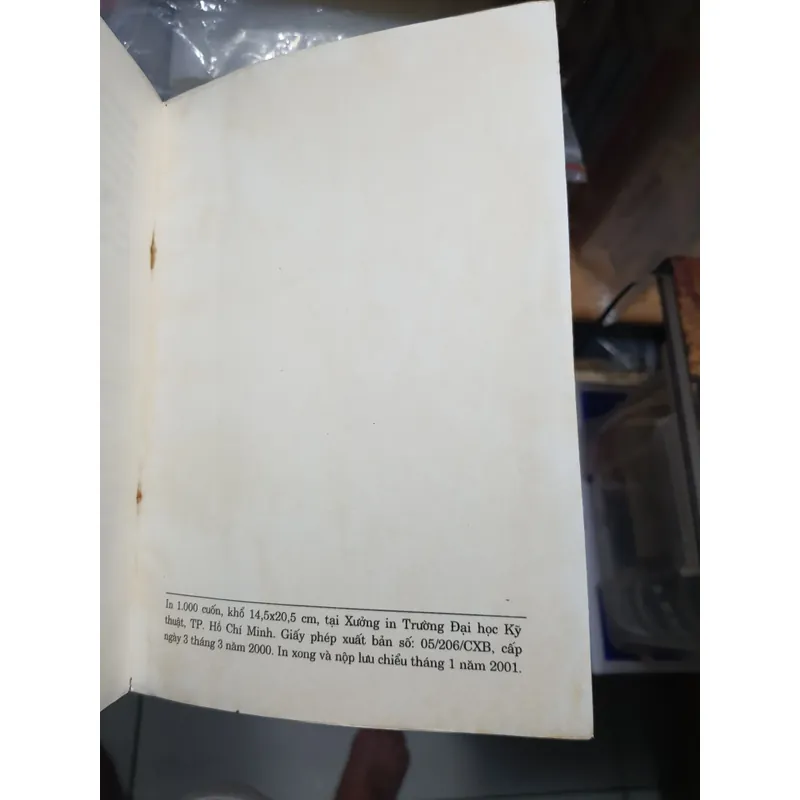 In 1.000 cuốn, khổ 14,5x20,5 cm, tại Xưởng in Trường Đại học Kỹ
thuật, TP. Hồ Chí Minh. Giấy phép xuất bản số: 05/206/CXB, cấp
ngày 3 tháng 3 năm 2000. In xong và nộp lưu chiểu tháng 1 năm 2001.